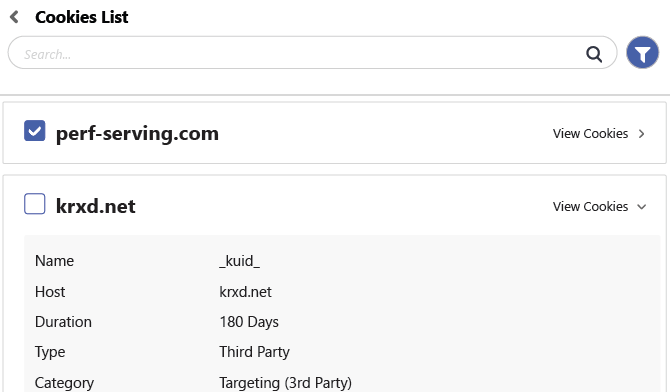 Cookies List
Search...
perf-serving.com View Cookies
krxd.net View Cookies
Name _kuid_
Host krxd.net
Duration 180 Days
Type Third Party
Category Targeting (3rd Party)